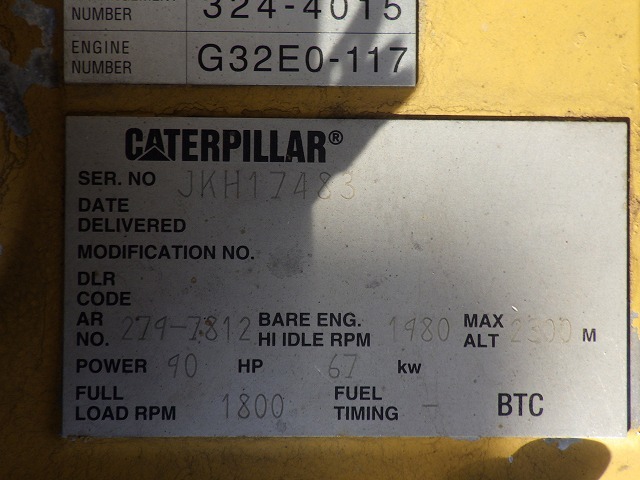 324-4015
NUMBER
ENGINE
NUMBER G32E0-117
CATERPILLAR®
SER. NO JKH17483
DATE
DELIVERED
MODIFICATION NO.
DLR
CODE
AR
NO. 279-7812 BARE ENG.
HI IDLE RPM 1980 MAX
ALT 2300 M
POWER 90 HP 67 kw
FULL
LOAD RPM 1800 FUEL
TIMING - BTC